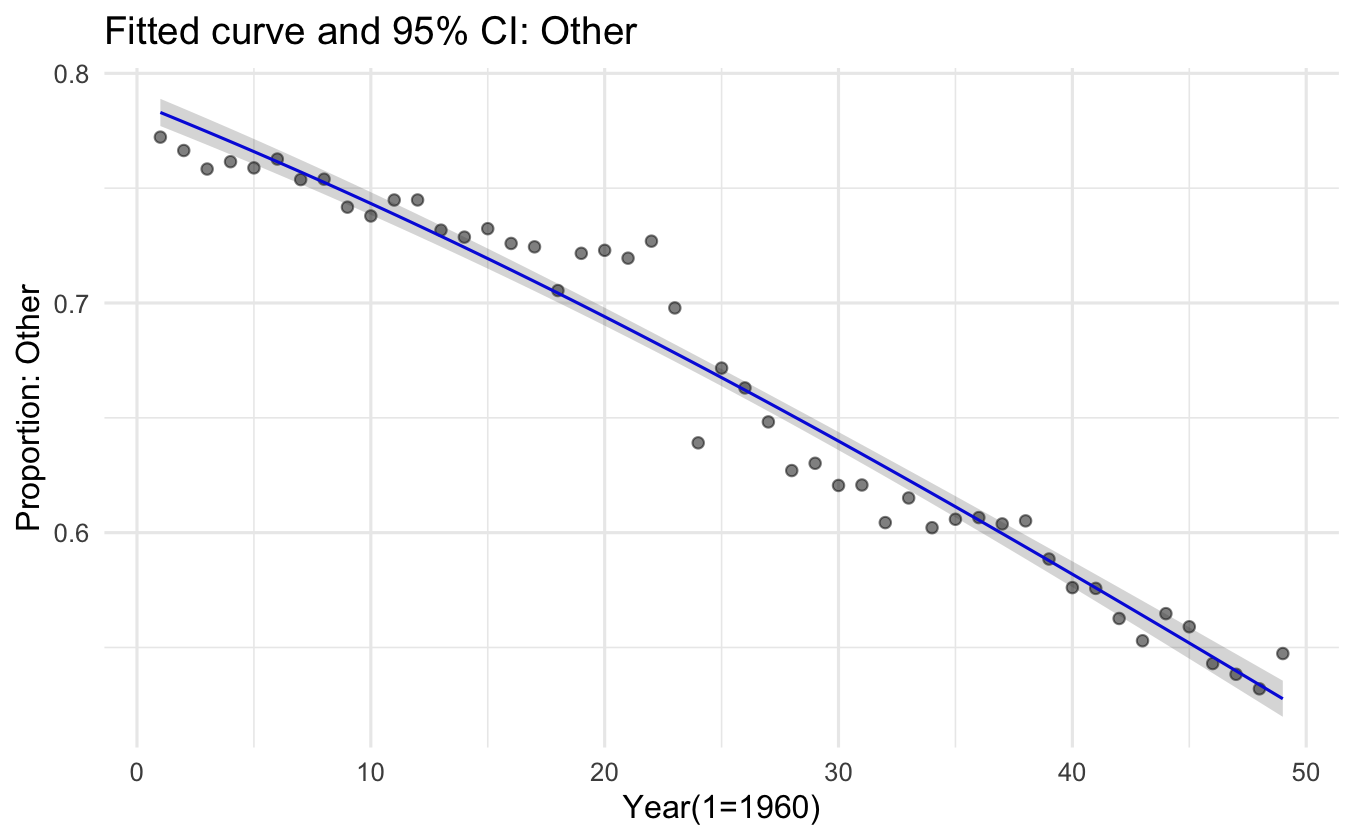 Fitted curve and 95% CI: Other
Proportion: Other
0.8
0.7
0.6
0 10 20 30 40 50
Year(1=1960)